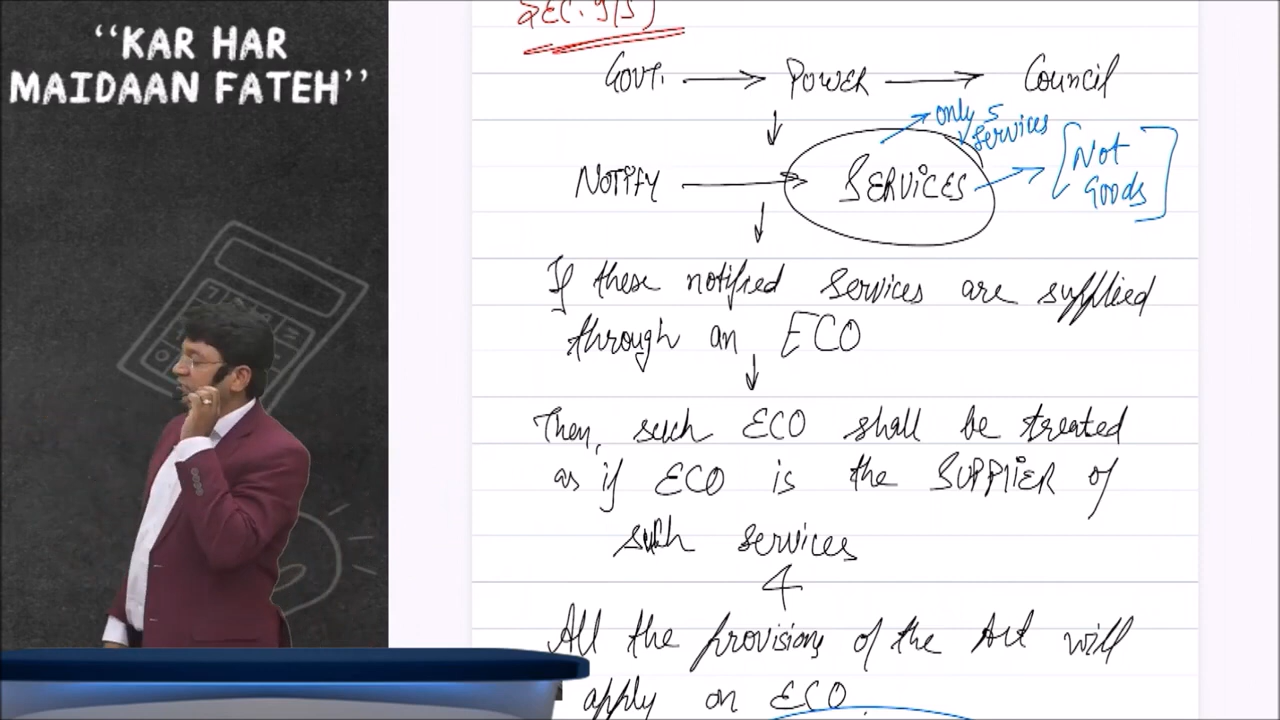 “KAR HAR
MAIDAAN FATEH”
SEC. 9(5)
GOVT. → POWER → Council
only 5
services
NOTIFY → SERVICES
[Not
Goods]
If these notified services are supplied
through an ECO
Then, such ECO shall be treated
as if ECO is the SUPPLIER of
such services
&
All the provisions of the Act will
apply on ECO.